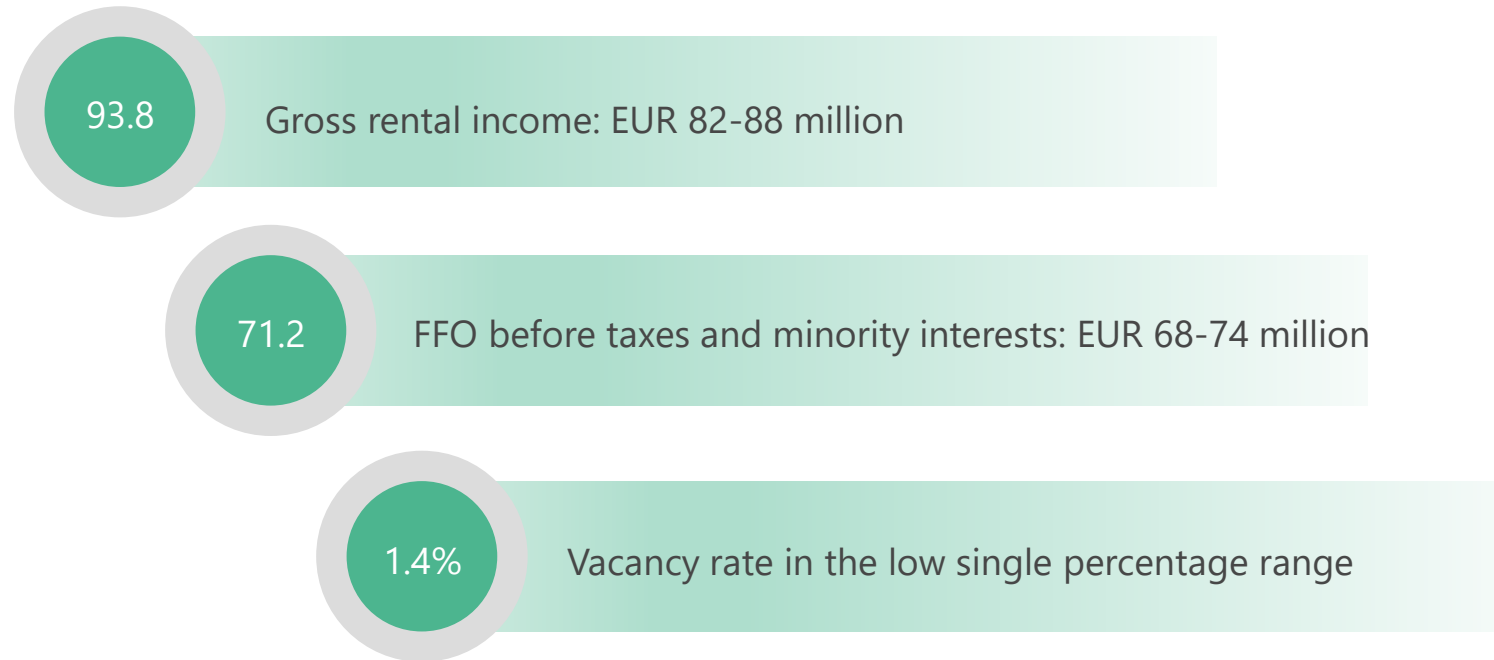 93.8
Gross rental income: EUR 82-88 million
71.2
FFO before taxes and minority interests: EUR 68-74 million
1.4%
Vacancy rate in the low single percentage range